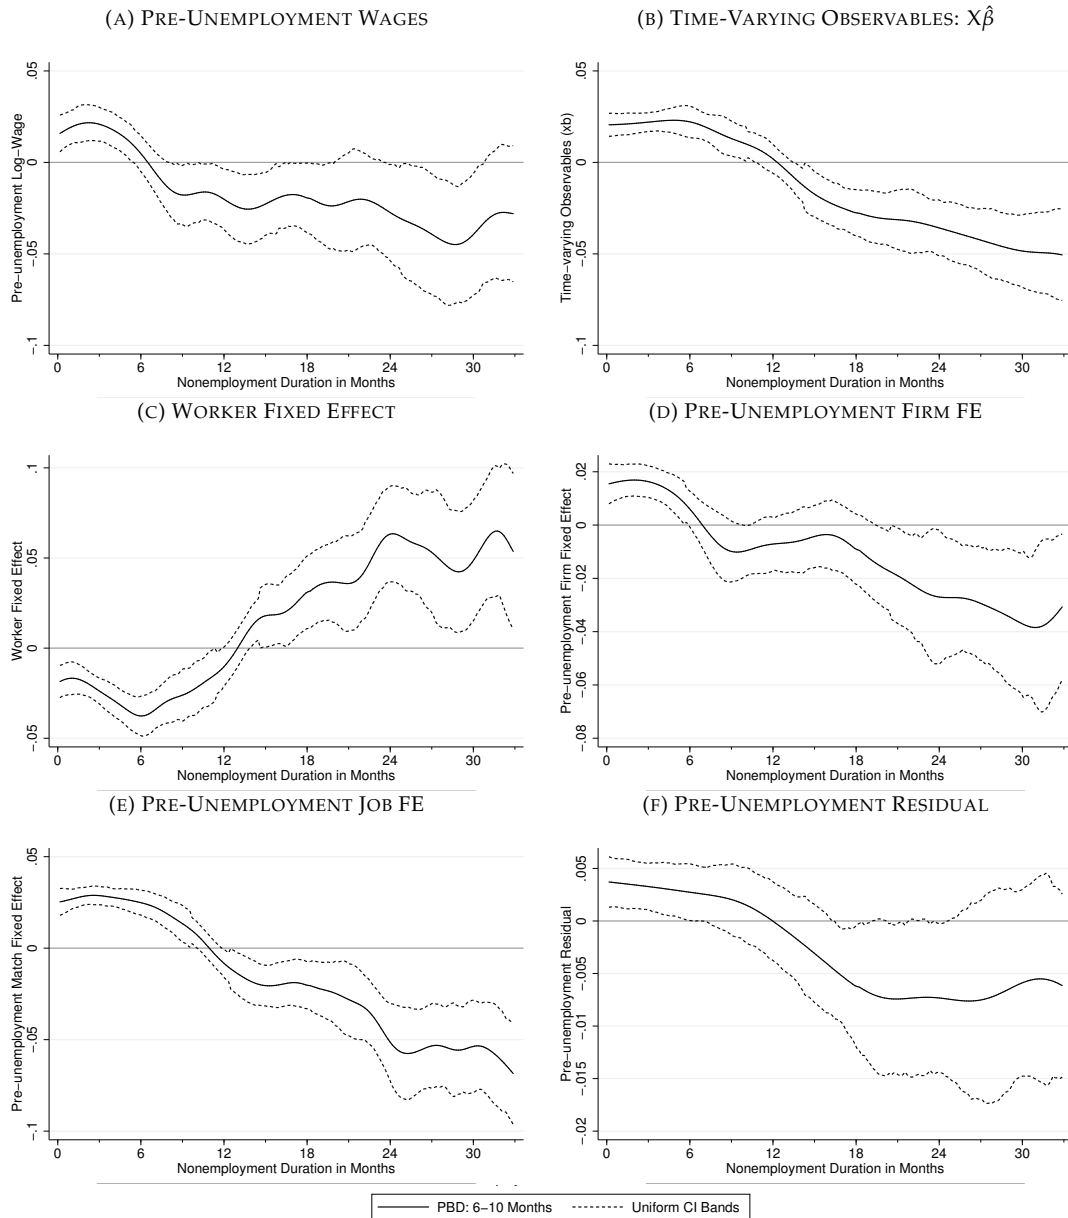 (A) PRE-UNEMPLOYMENT WAGES
Pre-unemployment Log-Wage
.05
0
-.05
-.1
0 6 12 18 24 30
Nonemployment Duration in Months
(B) TIME-VARYING OBSERVABLES: Xβ̂
Time-varying Observables (xb)
.05
0
-.05
-.1
0 6 12 18 24 30
Nonemployment Duration in Months
(C) WORKER FIXED EFFECT
Worker Fixed Effect
.1
.05
0
-.05
0 6 12 18 24 30
Nonemployment Duration in Months
(D) PRE-UNEMPLOYMENT FIRM FE
Pre-unemployment Firm Fixed Effect
.02
0
-.02
-.04
-.06
-.08
0 6 12 18 24 30
Nonemployment Duration in Months
(E) PRE-UNEMPLOYMENT JOB FE
Pre-unemployment Match Fixed Effect
.05
0
-.05
-.1
0 6 12 18 24 30
Nonemployment Duration in Months
(F) PRE-UNEMPLOYMENT RESIDUAL
Pre-unemployment Residual
.005
0
-.005
-.01
-.015
-.02
0 6 12 18 24 30
Nonemployment Duration in Months
PBD: 6-10 Months Uniform CI Bands